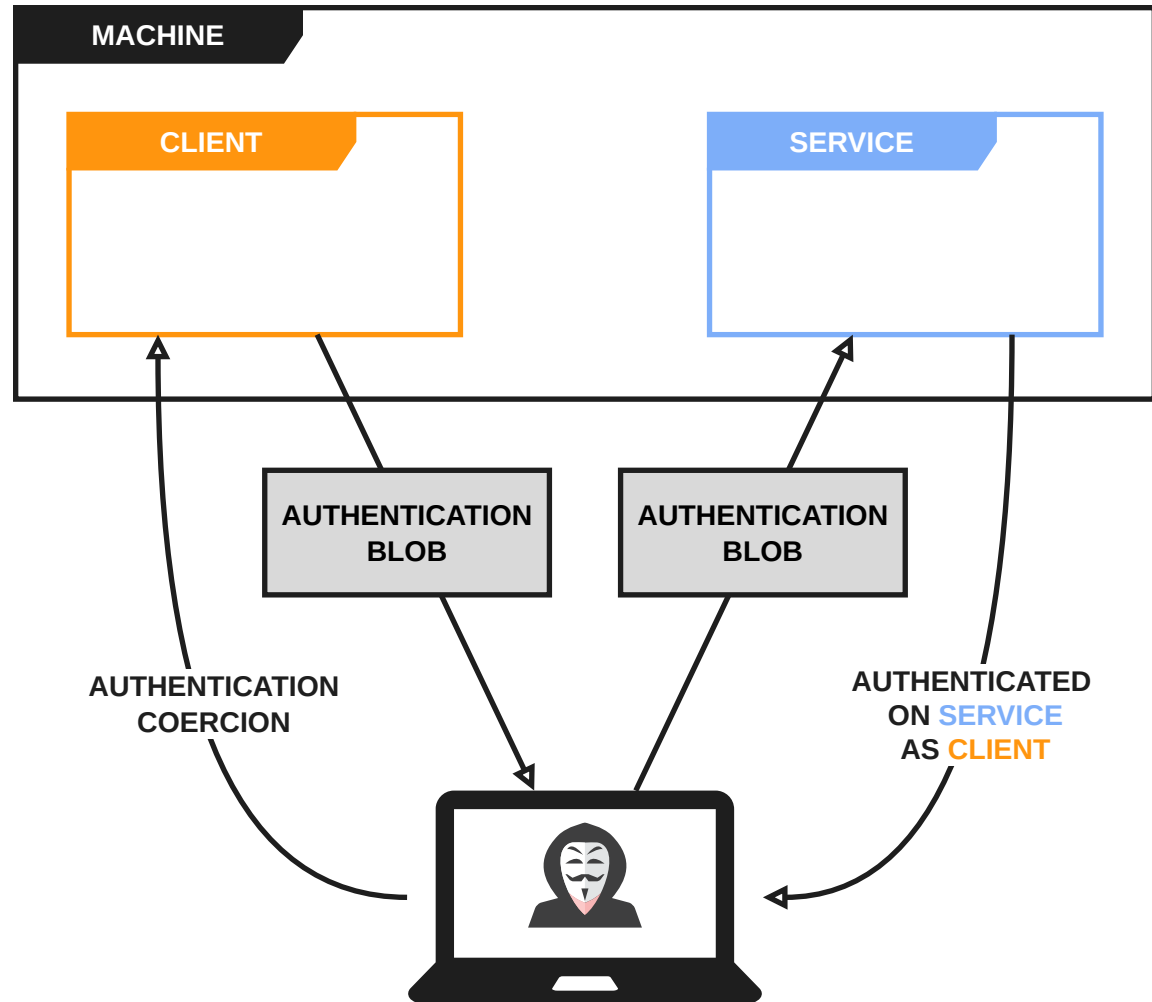 MACHINE
CLIENT
SERVICE
AUTHENTICATION
BLOB
AUTHENTICATION
BLOB
AUTHENTICATION
COERCION
AUTHENTICATED
ON SERVICE
AS CLIENT